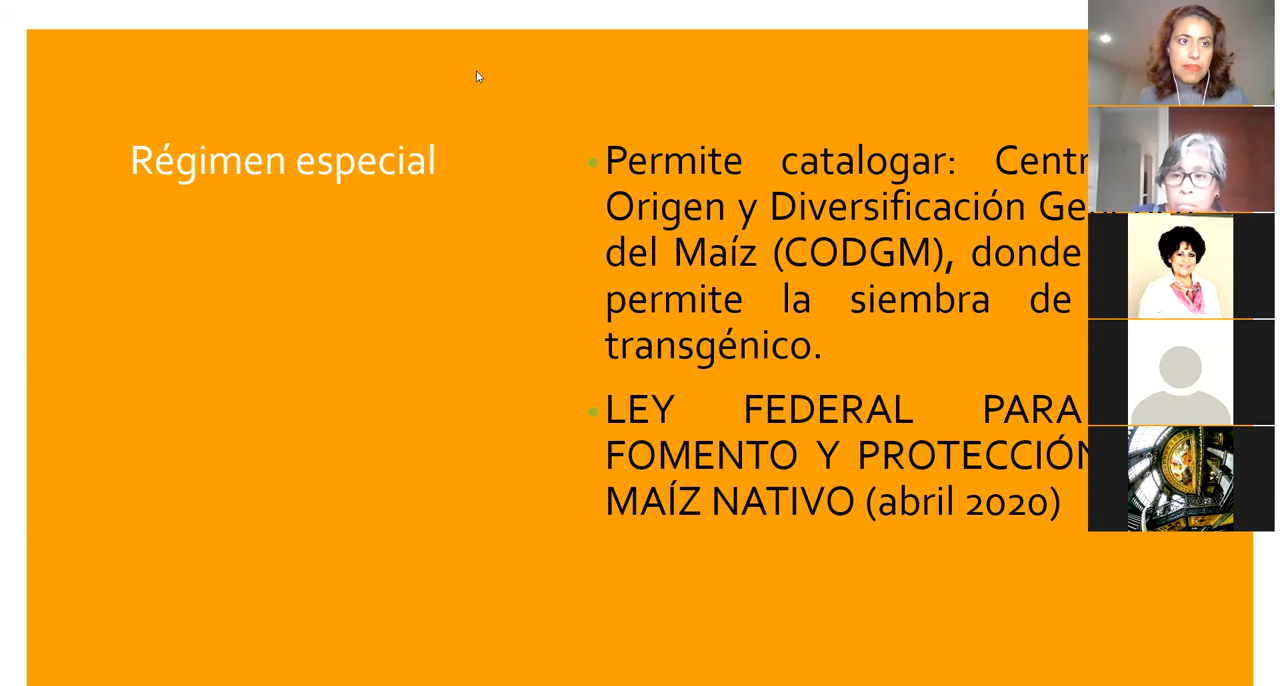 Régimen especial
• Permite catalogar: Centr
Origen y Diversificación Ge
del Maíz (CODGM), donde
permite la siembra de
transgénico.
• LEY FEDERAL PARA
FOMENTO Y PROTECCIÓN
MAÍZ NATIVO (abril 2020)